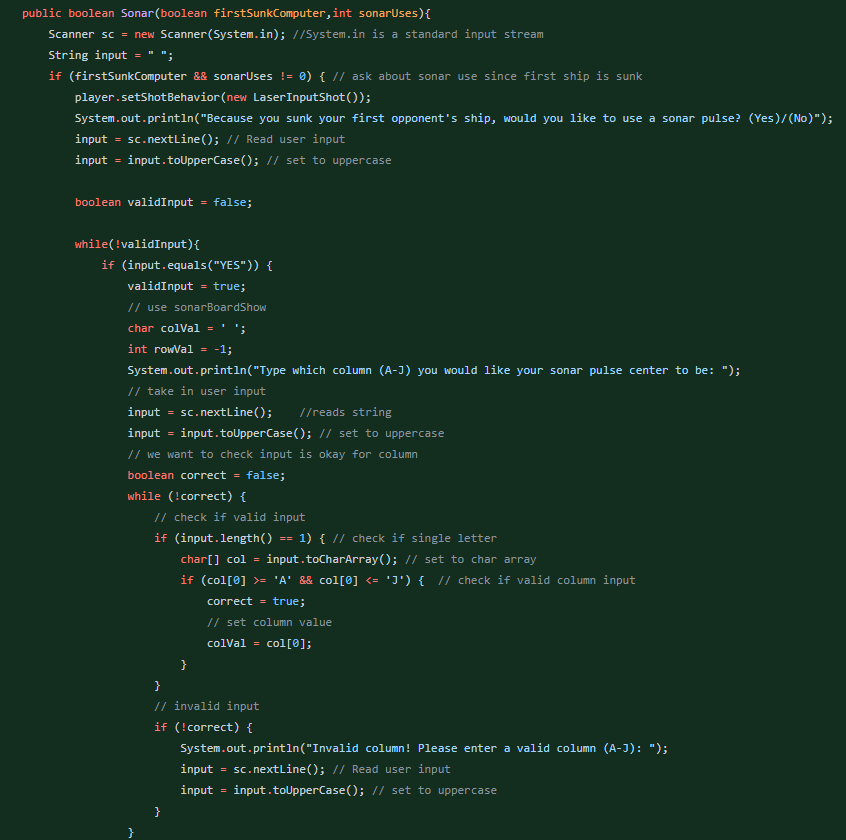 public boolean Sonar(boolean firstSunkComputer,int sonarUses){
    Scanner sc = new Scanner(System.in); //System.in is a standard input stream
    String input = " ";
    if (firstSunkComputer && sonarUses != 0) { // ask about sonar use since first ship is sunk
        player.setShotBehavior(new LaserInputShot());
        System.out.println("Because you sunk your first opponent's ship, would you like to use a sonar pulse? (Yes)/(No)");
        input = sc.nextLine(); // Read user input
        input = input.toUpperCase(); // set to uppercase

        boolean validInput = false;

        while(!validInput){
            if (input.equals("YES")) {
                validInput = true;
                // use sonarBoardShow
                char colVal = ' ';
                int rowVal = -1;
                System.out.println("Type which column (A-J) you would like your sonar pulse center to be: ");
                // take in user input
                input = sc.nextLine();    //reads string
                input = input.toUpperCase(); // set to uppercase
                // we want to check input is okay for column
                boolean correct = false;
                while (!correct) {
                    // check if valid input
                    if (input.length() == 1) { // check if single letter
                        char[] col = input.toCharArray(); // set to char array
                        if (col[0] >= 'A' && col[0] <= 'J') {  // check if valid column input
                            correct = true;
                            // set column value
                            colVal = col[0];
                        }
                    }
                    // invalid input
                    if (!correct) {
                        System.out.println("Invalid column! Please enter a valid column (A-J): ");
                        input = sc.nextLine(); // Read user input
                        input = input.toUpperCase(); // set to uppercase
                    }
                }